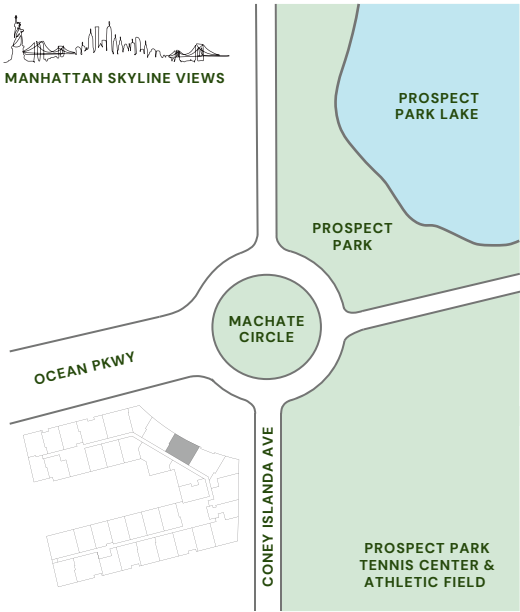 MANHATTAN SKYLINE VIEWS
PROSPECT
PARK LAKE
PROSPECT
PARK
MACHATE
CIRCLE
OCEAN PKWY
CONEY ISLANDA AVE
PROSPECT PARK
TENNIS CENTER &
ATHLETIC FIELD